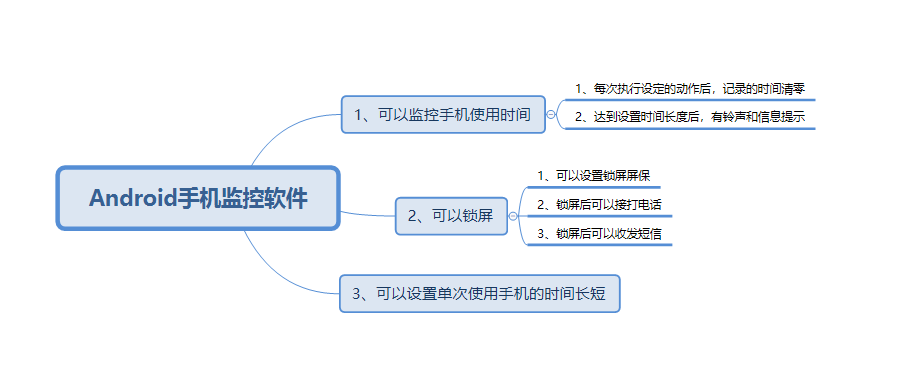 Android手机监控软件
1、可以监控手机使用时间
1、每次执行设定的动作后，记录的时间清零
2、达到设置时间长度后，有铃声和信息提示
2、可以锁屏
1、可以设置锁屏屏保
2、锁屏后可以接打电话
3、锁屏后可以收发短信
3、可以设置单次使用手机的时间长短